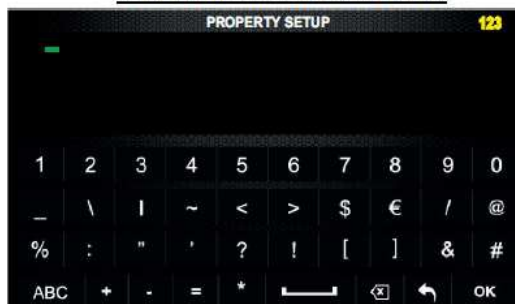 PROPERTY SETUP 123
1 2 3 4 5 6 7 8 9 0
_ \ | ~ < > $ € / @
% : " ' ? ! [ ] & #
ABC + - = * OK